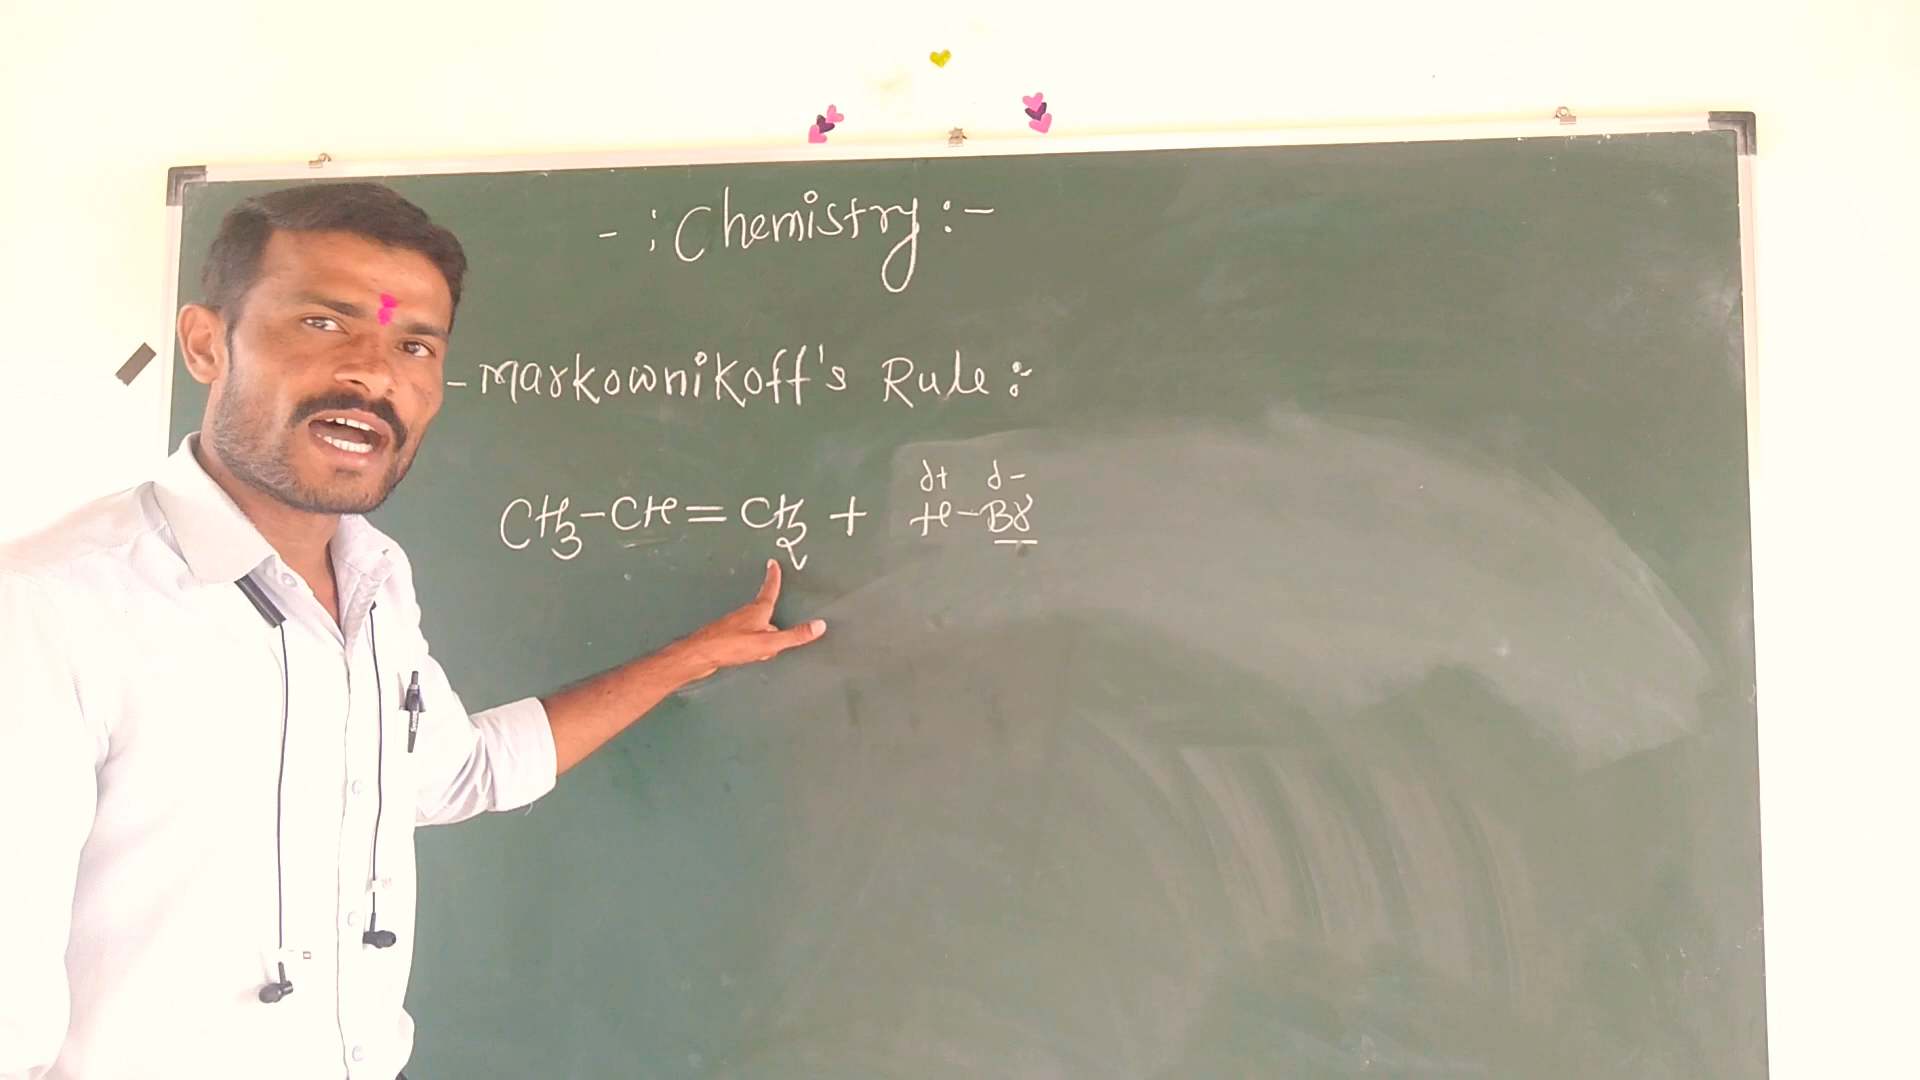 - : Chemistry : -
- Markownikoff's Rule :-
δ+ δ-
CH3-CH = CH2 + H-Br